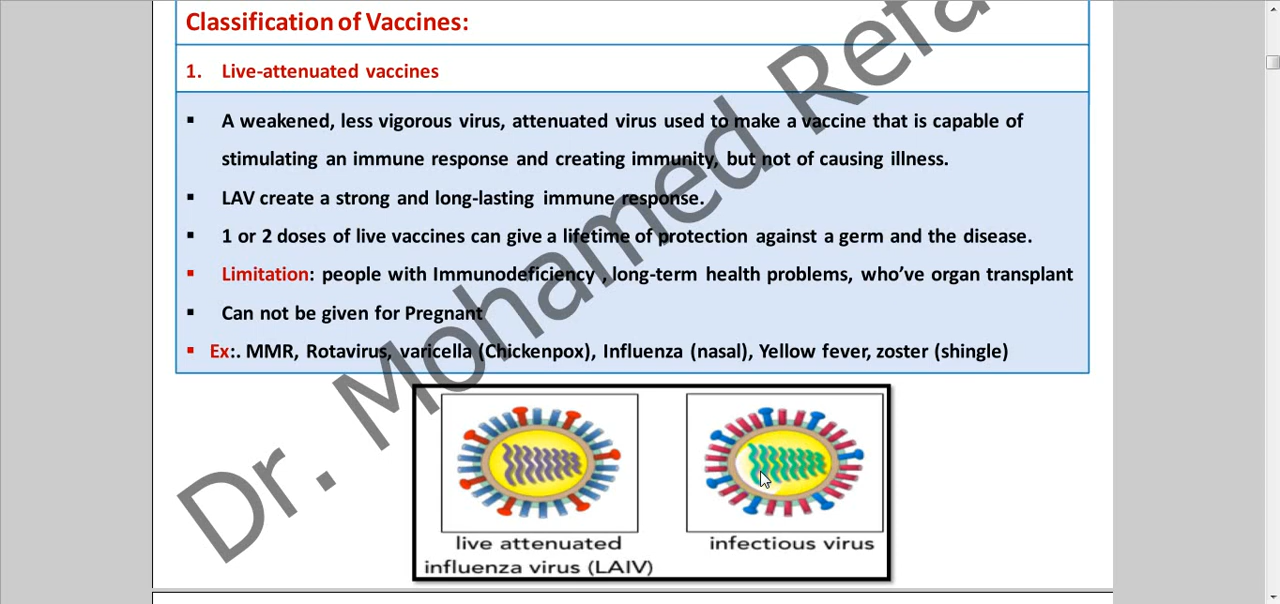 Classification of Vaccines:
1. Live-attenuated vaccines
▪ A weakened, less vigorous virus, attenuated virus used to make a vaccine that is capable of
stimulating an immune response and creating immunity, but not of causing illness.
▪ LAV create a strong and long-lasting immune response.
▪ 1 or 2 doses of live vaccines can give a lifetime of protection against a germ and the disease.
▪ Limitation: people with Immunodeficiency , long-term health problems, who’ve organ transplant
▪ Can not be given for Pregnant
▪ Ex:. MMR, Rotavirus, varicella (Chickenpox), Influenza (nasal), Yellow fever, zoster (shingle)
Dr. Mohamed
live attenuated
influenza virus (LAIV)
infectious virus